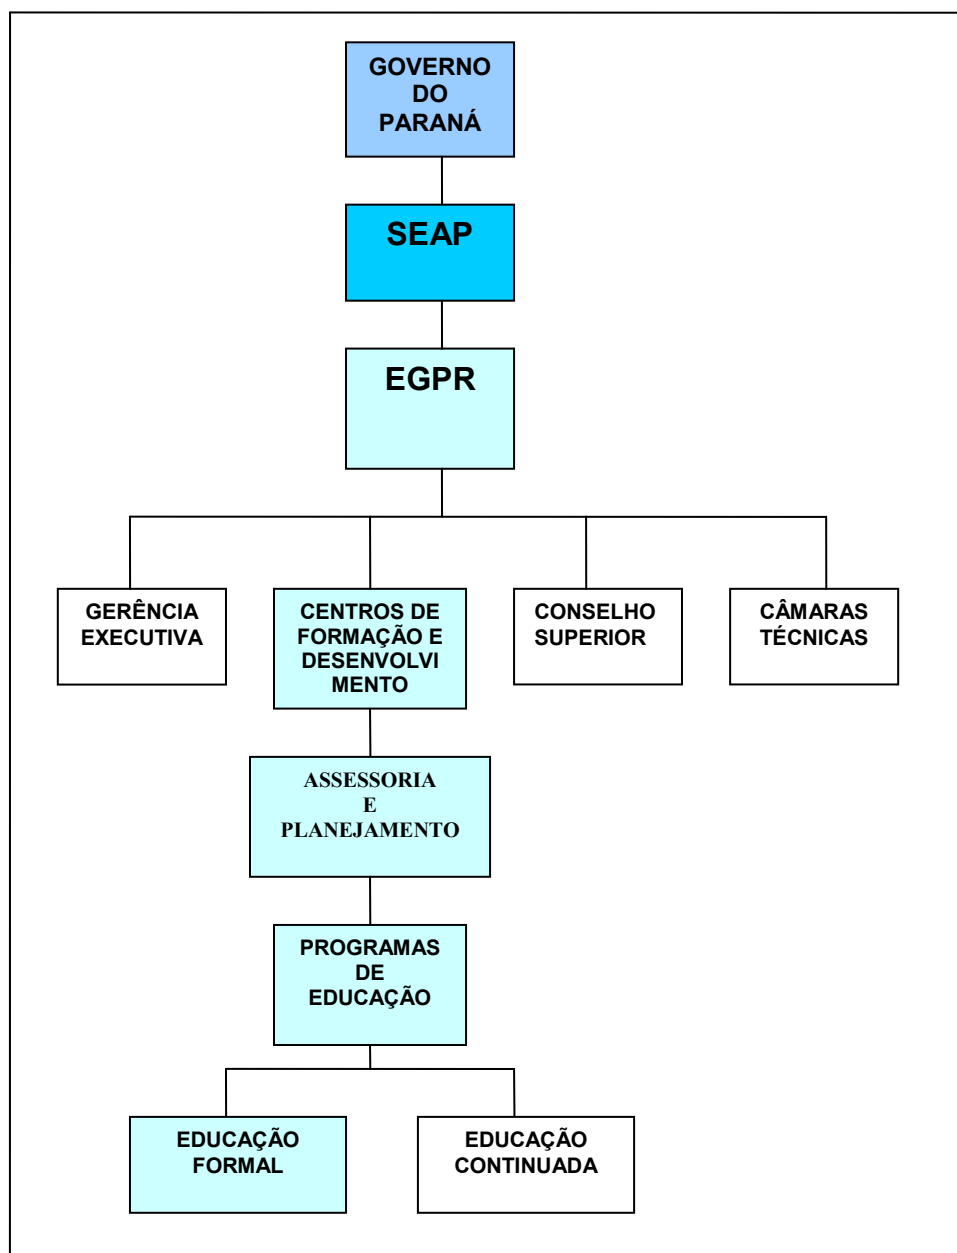 GOVERNO
DO
PARANÁ
SEAP
EGPR
GERÊNCIA
EXECUTIVA
CENTROS DE
FORMAÇÃO E
DESENVOLVI
MENTO
CONSELHO
SUPERIOR
CÂMARAS
TÉCNICAS
ASSESSORIA
E
PLANEJAMENTO
PROGRAMAS
DE
EDUCAÇÃO
EDUCAÇÃO
FORMAL
EDUCAÇÃO
CONTINUADA